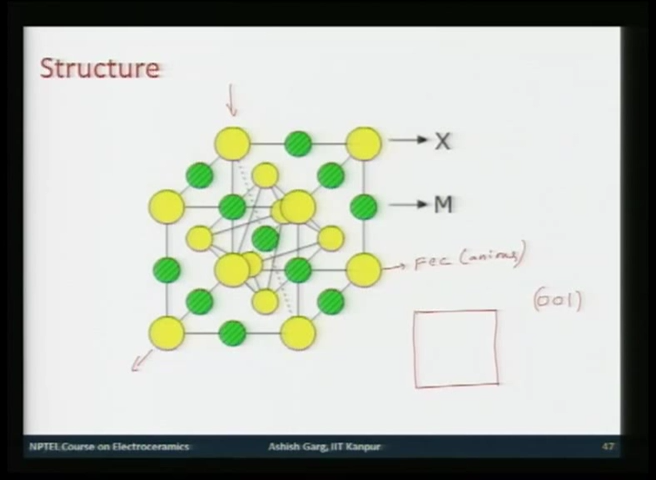 Structure
X
M
FCC (anions)
(001)
NPTEL Course on Electroceramics
Ashish Garg, IIT Kanpur
47